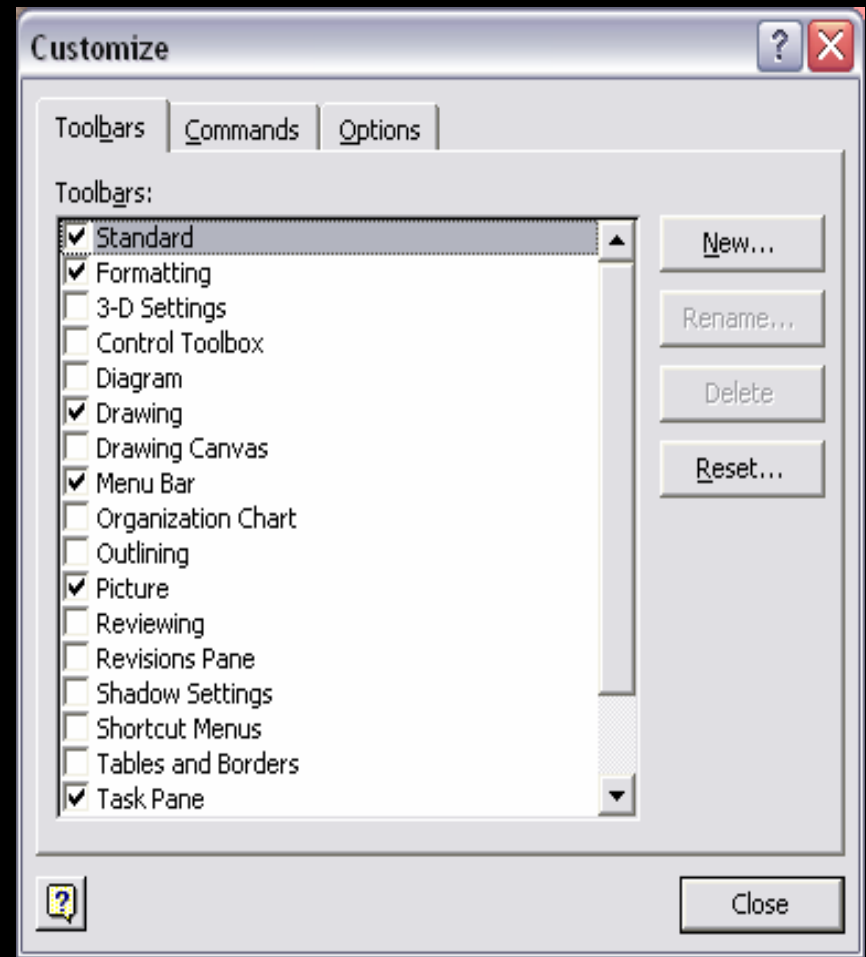 Customize
Toolbars Commands Options
Toolbars:
Standard
Formatting
3-D Settings
Control Toolbox
Diagram
Drawing
Drawing Canvas
Menu Bar
Organization Chart
Outlining
Picture
Reviewing
Revisions Pane
Shadow Settings
Shortcut Menus
Tables and Borders
Task Pane
New...
Rename...
Delete
Reset...
Close